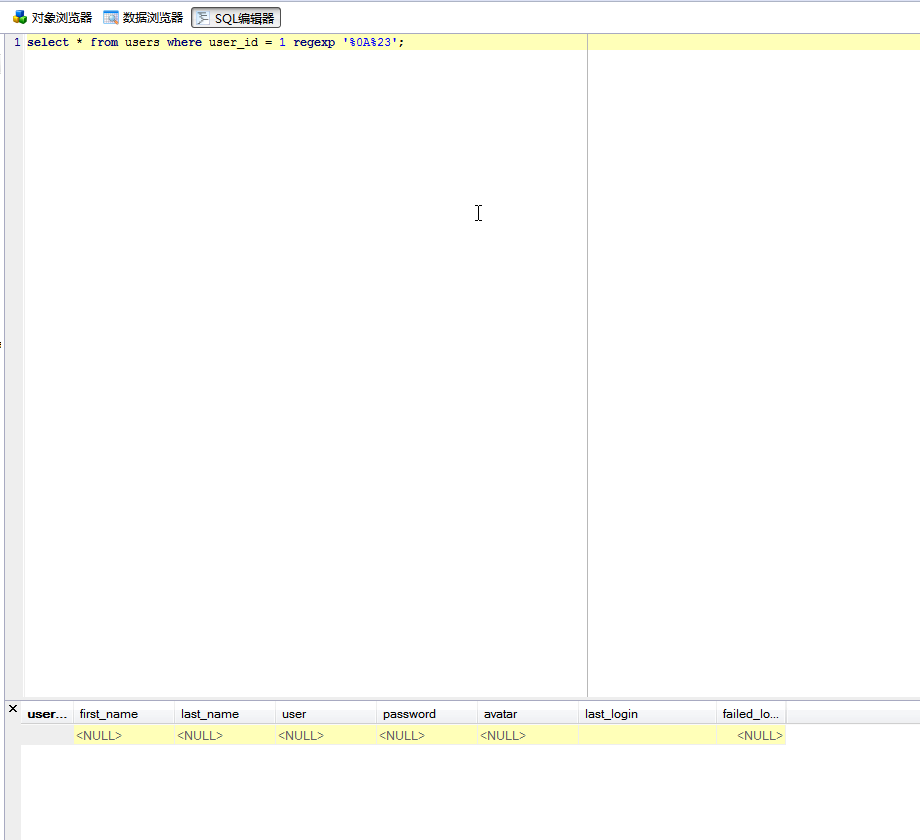 对象浏览器 数据浏览器 SQL编辑器
1 select * from users where user_id = 1 regexp '%0A%23';
user... first_name last_name user password avatar last_login failed_lo...
<NULL> <NULL> <NULL> <NULL> <NULL> <NULL>